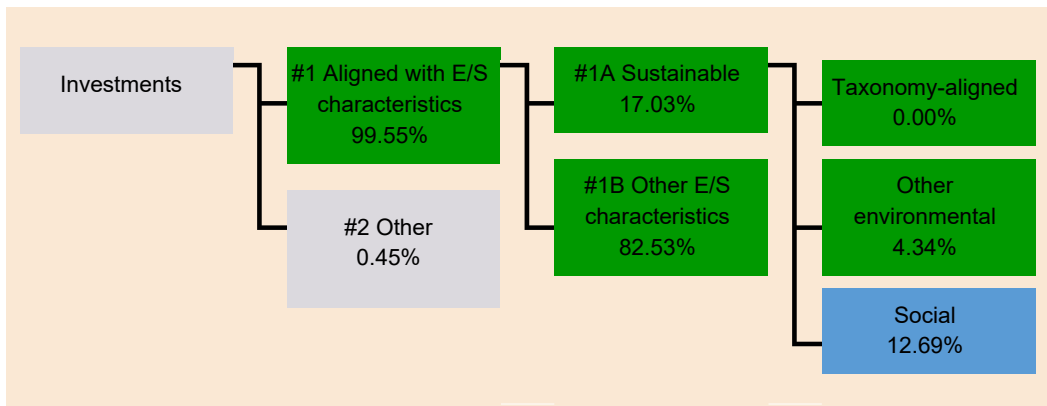 Investments
#1 Aligned with E/S
characteristics
99.55%
#2 Other
0.45%
#1A Sustainable
17.03%
#1B Other E/S
characteristics
82.53%
Taxonomy-aligned
0.00%
Other
environmental
4.34%
Social
12.69%